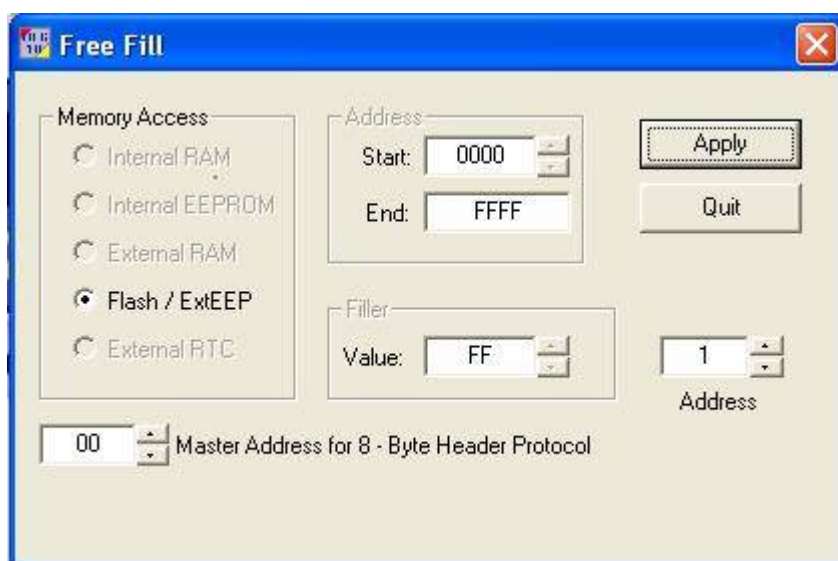 Free Fill
Memory Access
Internal RAM
Internal EEPROM
External RAM
Flash / ExtEEP
External RTC
Address
Start: 0000
End: FFFF
Filler
Value: FF
Apply
Quit
1
Address
00 Master Address for 8 - Byte Header Protocol